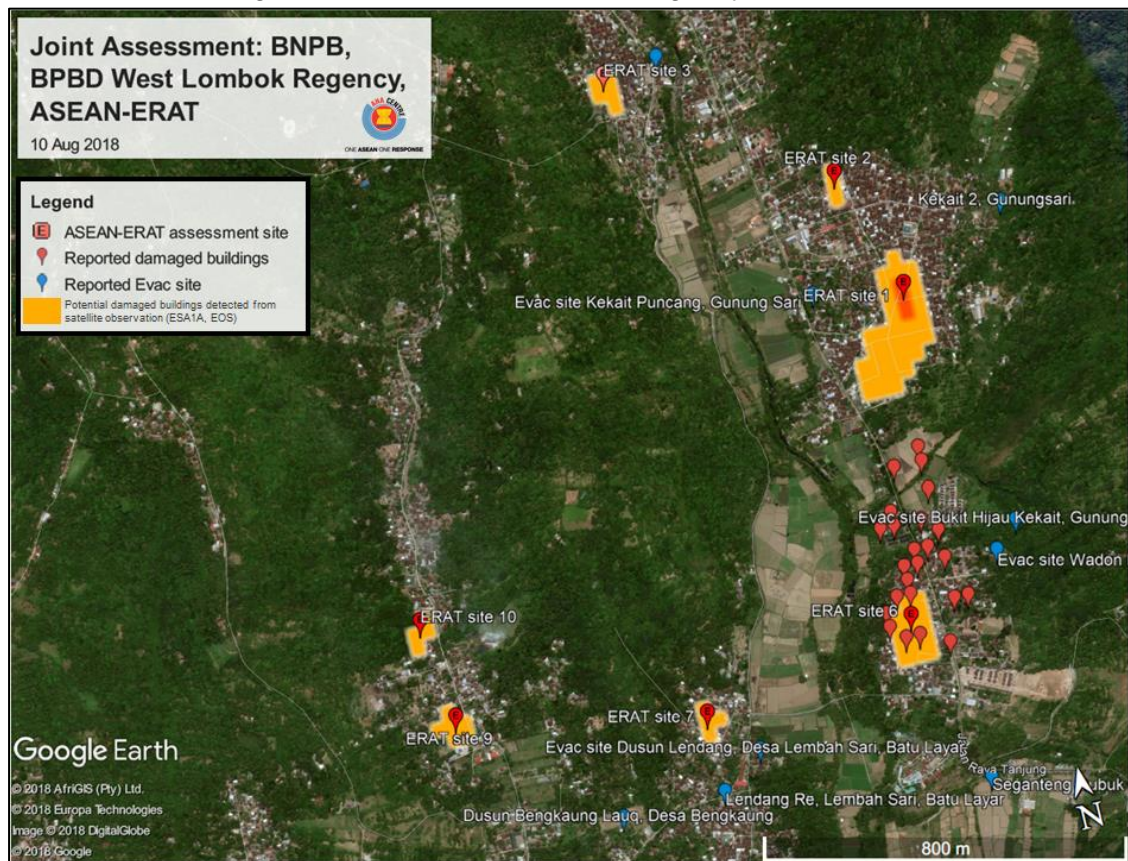 Joint Assessment: BNPB,
BPBD West Lombok Regency,
ASEAN-ERAT
10 Aug 2018
AHA CENTRE
ONE ASEAN ONE RESPONSE
Legend
E ASEAN-ERAT assessment site
Reported damaged buildings
Reported Evac site
Potential damaged buildings detected from
satellite observation (ESA1A, EOS)
ERAT site 3
ERAT site 2
Kekait 2, Gunungsari
Evac site Kekait Puncang, Gunung Sari
ERAT site 1
Evac site Bukit Hijau Kekait, Gunung
Evac site Wadon
ERAT site 6
ERAT site 10
ERAT site 7
ERAT site 9
Evac site Dusun Lendang, Desa Lembah Sari, Batu Layar
Jalan Raya Tanjung
Seganteng Rubuk
Lendang Re, Lembah Sari, Batu Layar
Dusun Bengkaung Lauq, Desa Bengkaung
Google Earth
© 2018 AfriGIS (Pty) Ltd.
© 2018 Europa Technologies
Image © 2018 DigitalGlobe
© 2018 Google
N
800 m